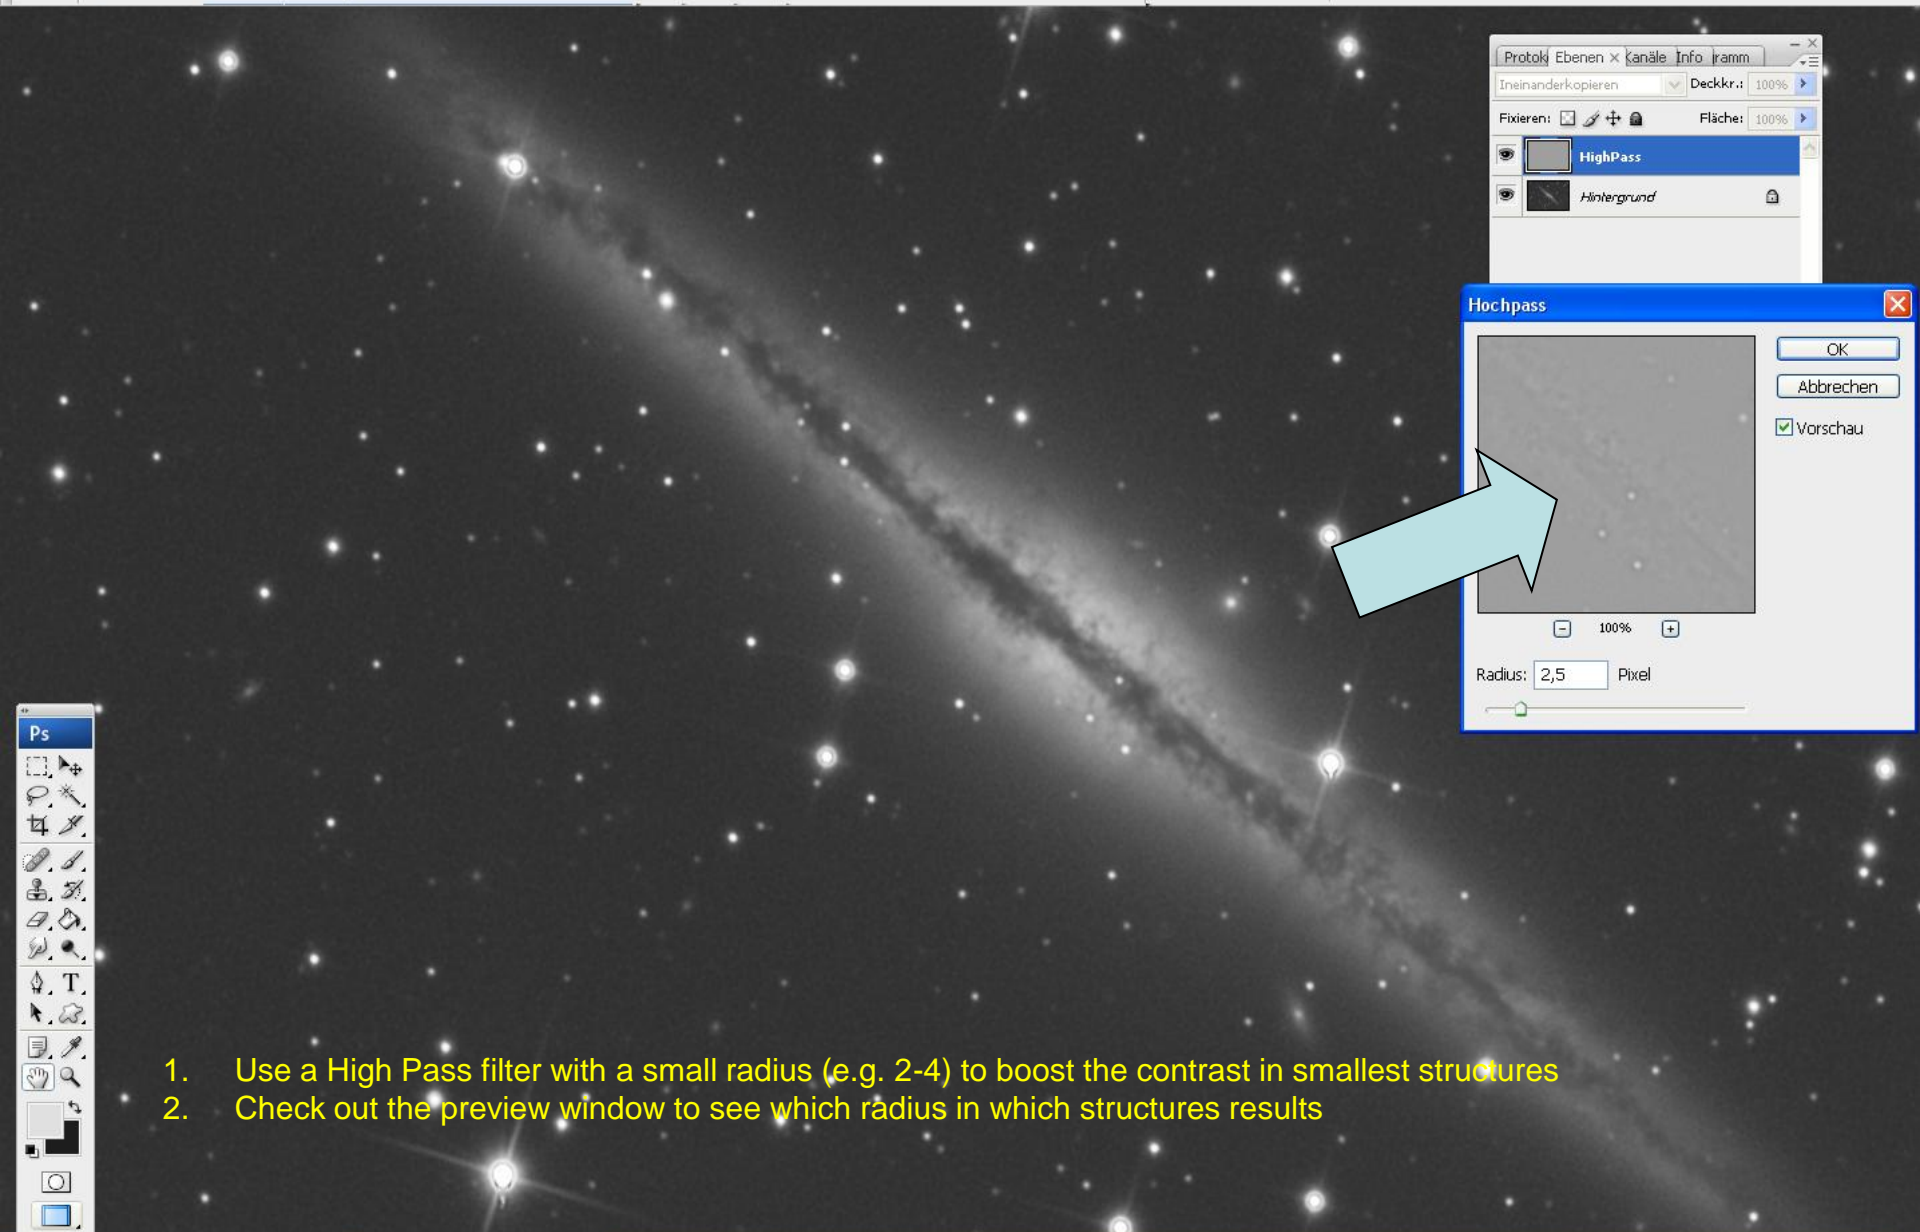 Protok Ebenen × Kanäle Info ramm
Ineinanderkopieren Deckkr.: 100%
Fixieren: Fläche: 100%
HighPass
Hintergrund
Hochpass
OK
Abbrechen
Vorschau
100%
Radius: 2,5 Pixel
Ps
T
1. Use a High Pass filter with a small radius (e.g. 2-4) to boost the contrast in smallest structures
2. Check out the preview window to see which radius in which structures results